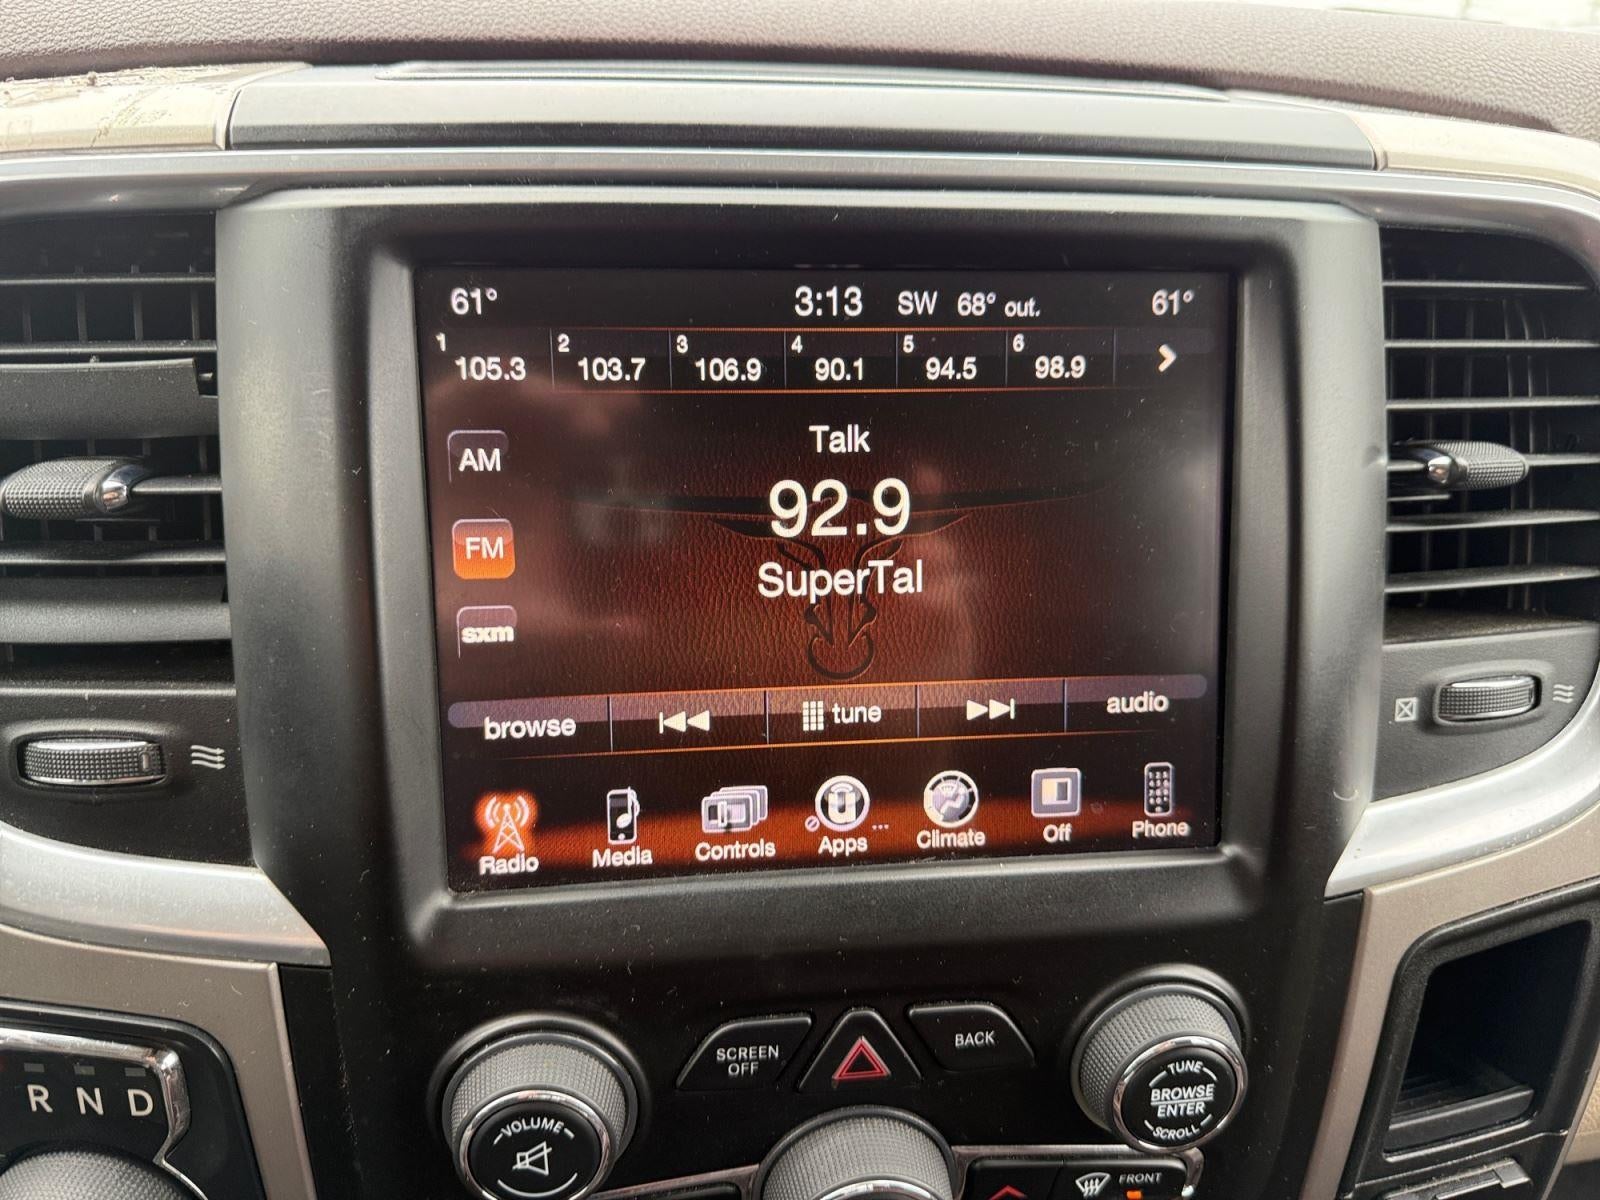 61° 3:13 SW 68° out. 61°
1 2 3 4 5 6
105.3 103.7 106.9 90.1 94.5 98.9
Talk
AM
92.9
FM
SuperTal
sxm
browse tune audio
Radio Media Controls Apps Climate Off Phone
SCREEN OFF
BACK
TUNE
BROWSE
ENTER
SCROLL
R N D
VOLUME
FRONT